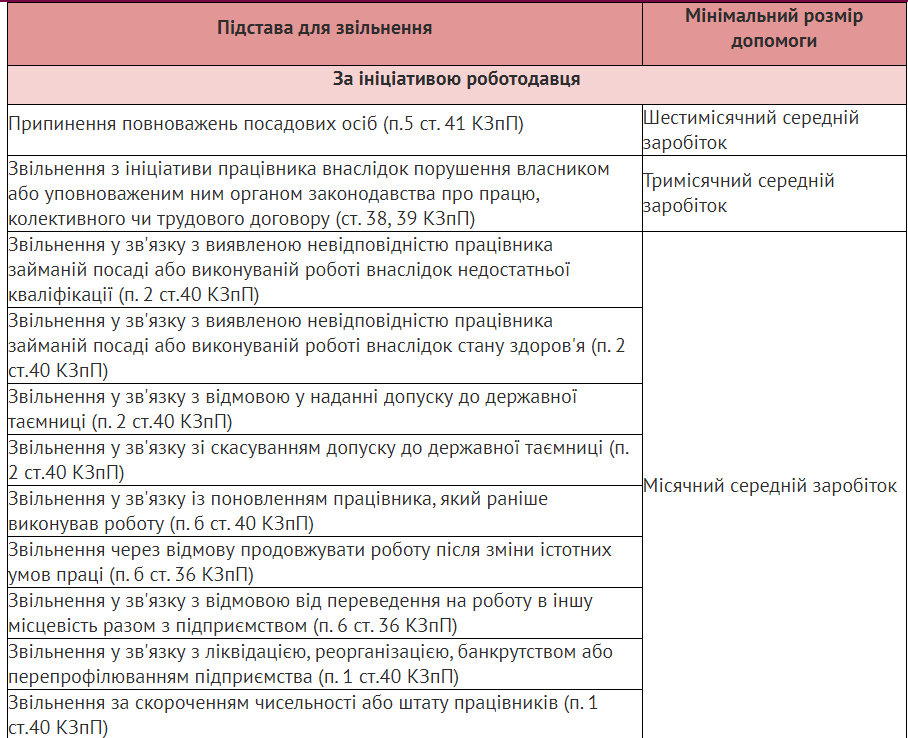 Підстава для звільнення
Мінімальний розмір
допомоги
За ініціативою роботодавця
Припинення повноважень посадових осіб (п.5 ст. 41 КЗпП)
Шестимісячний середній
заробіток
Звільнення з ініціативи працівника внаслідок порушення власником
або уповноваженим ним органом законодавства про працю,
колективного чи трудового договору (ст. 38, 39 КЗпП)
Тримісячний середній
заробіток
Звільнення у зв'язку з виявленою невідповідністю працівника
займаній посаді або виконуваній роботі внаслідок недостатньої
кваліфікації (п. 2 ст.40 КЗпП)
Звільнення у зв'язку з виявленою невідповідністю працівника
займаній посаді або виконуваній роботі внаслідок стану здоров'я (п. 2
ст.40 КЗпП)
Звільнення у зв'язку з відмовою у наданні допуску до державної
таємниці (п. 2 ст.40 КЗпП)
Звільнення у зв'язку зі скасуванням допуску до державної таємниці (п.
2 ст.40 КЗпП)
Звільнення у зв'язку із поновленням працівника, який раніше
виконував роботу (п. б ст. 40 КЗпП)
Звільнення через відмову продовжувати роботу після зміни істотних
умов праці (п. б ст. 36 КЗпП)
Звільнення у зв'язку з відмовою від переведення на роботу в іншу
місцевість разом з підприємством (п. 6 ст. 36 КЗпП)
Звільнення у зв'язку з ліквідацією, реорганізацією, банкрутством або
перепрофілюванням підприємства (п. 1 ст.40 КЗпП)
Звільнення за скороченням чисельності або штату працівників (п. 1
ст.40 КЗпП)
Місячний середній заробіток